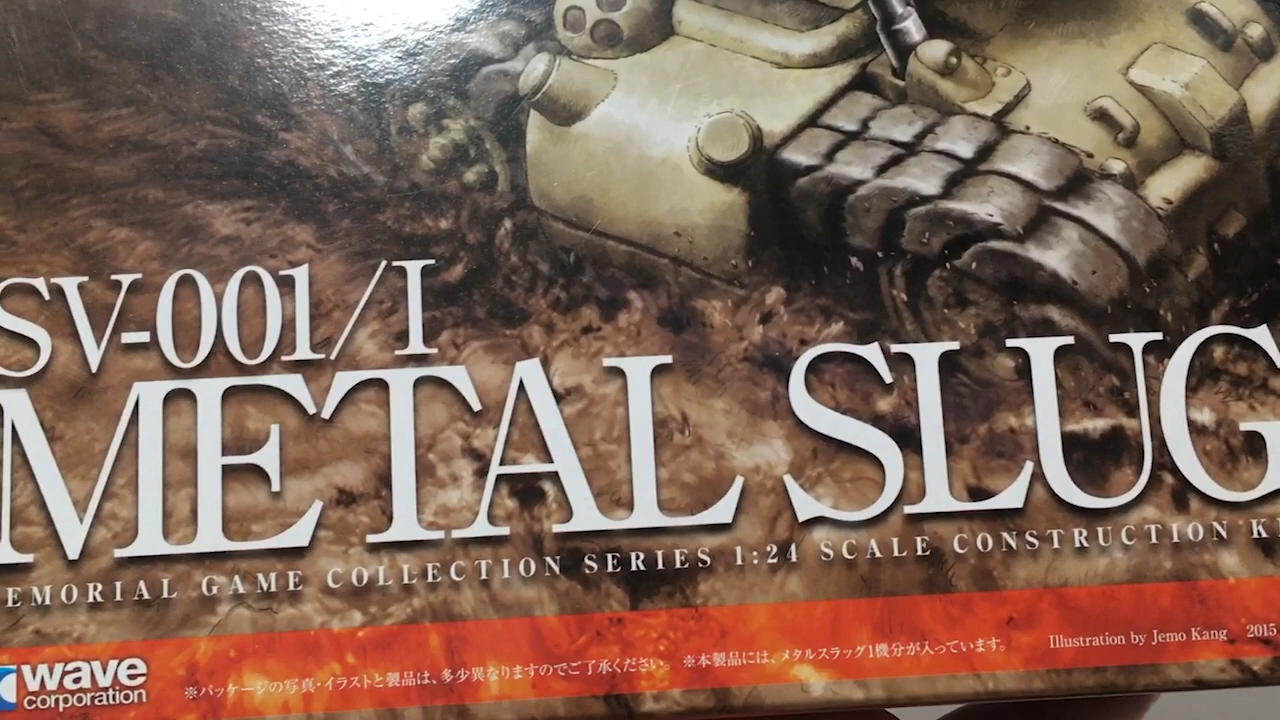 SV-001/I
METAL SLUG
EMORIAL GAME COLLECTION SERIES 1:24 SCALE CONSTRUCTION K
wave corporation
※パッケージの写真・イラストと製品は、多少異なりますのでご了承ください。 ※本製品には、メタルスラッグ1機分が入っています。 Illustration by Jemo Kang 2015